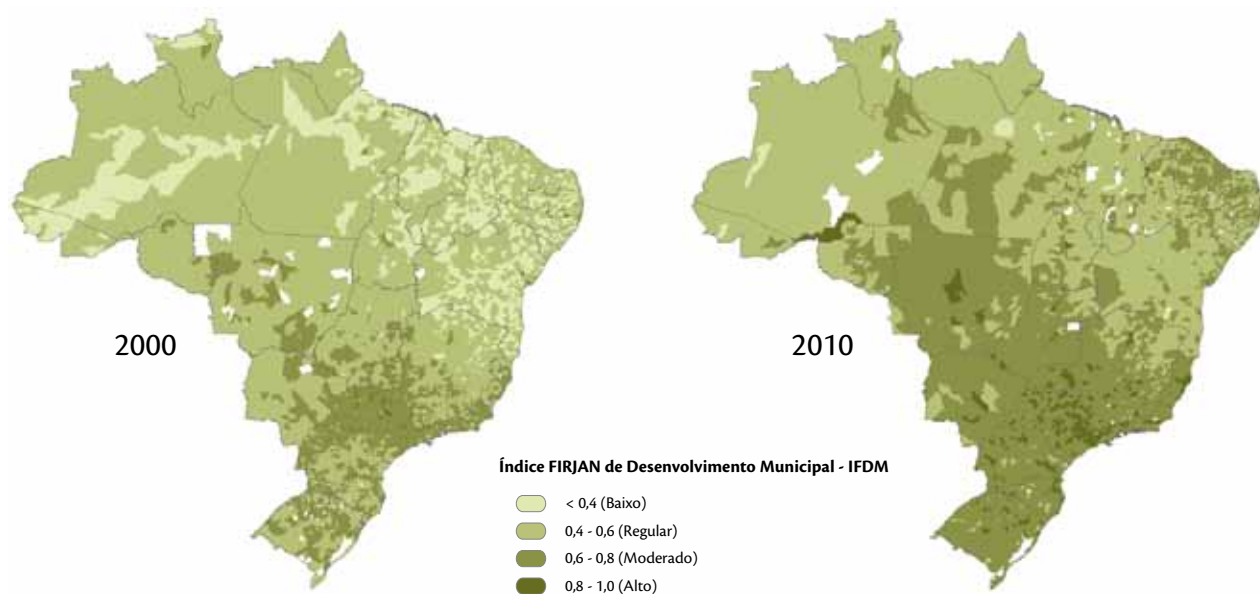 2000
2010
Índice FIRJAN de Desenvolvimento Municipal - IFDM
< 0,4 (Baixo)
0,4 - 0,6 (Regular)
0,6 - 0,8 (Moderado)
0,8 - 1,0 (Alto)